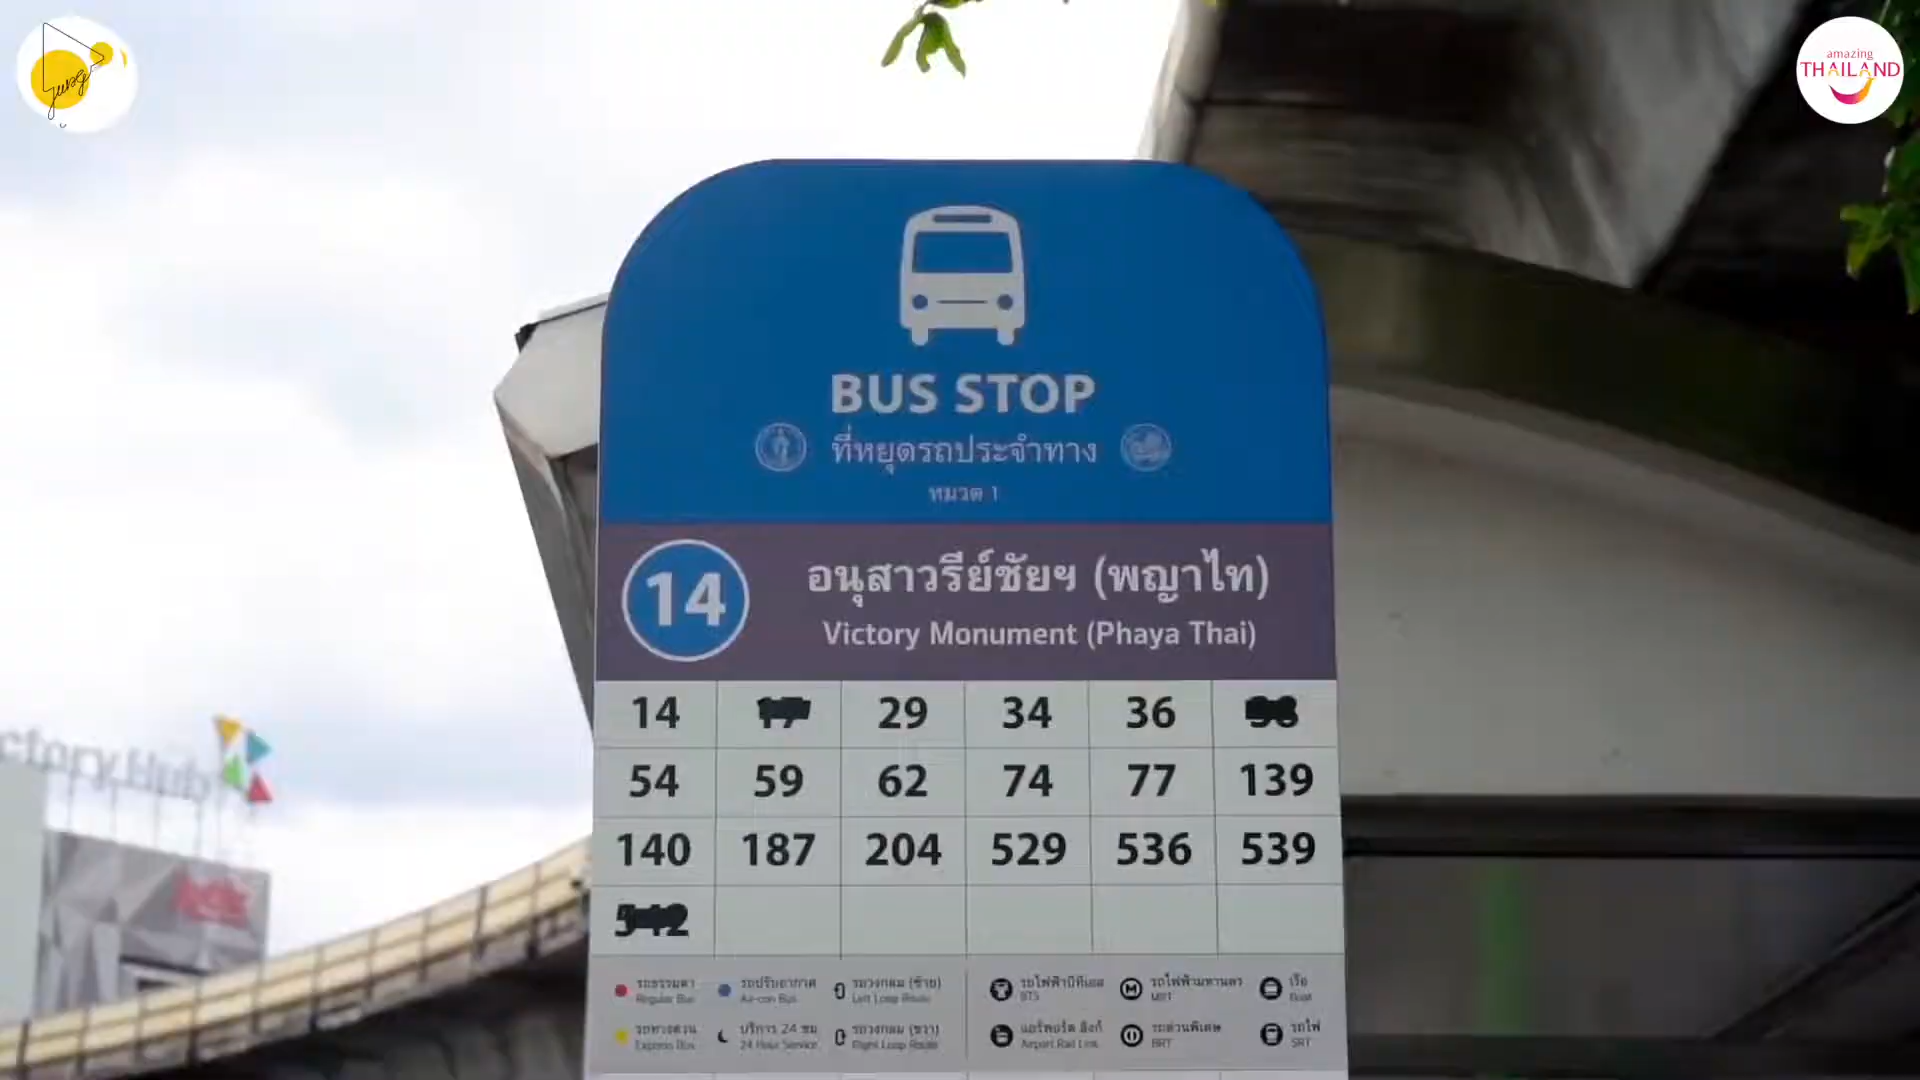 amazing
THAILAND
BUS STOP
ที่หยุดรถประจำทาง
หมวด 1
14
อนุสาวรีย์ชัยฯ (พญาไท)
Victory Monument (Phaya Thai)
14 29 34 36
54 59 62 74 77 139
140 187 204 529 536 539
ctory Hub
รถธรรมดา รถปรับอากาศ รถวงกลม (ซ้าย) รถไฟฟ้าบีทีเอส รถไฟฟ้ามหานคร เรือ
Regular Bus Air-con Bus Left Loop Route BTS MRT Boat
รถทางด่วน บริการ 24 ชม รถวงกลม (ขวา) แอร์พอร์ต ลิงก์ รถด่วนพิเศษ รถไฟ
Express Bus 24 Hour Service Right Loop Route Airport Rail Link BRT SRT